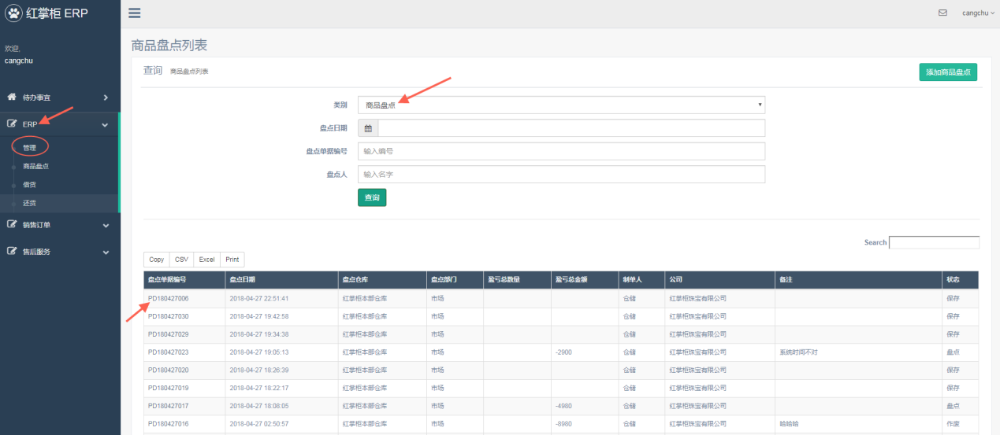 红掌柜 ERP
cangchu
欢迎,
cangchu
商品盘点列表
查询 商品盘点列表
添加商品盘点
待办事宜
类别 商品盘点
ERP
盘点日期
管理
盘点单据编号 输入编号
商品盘点
盘点人 输入名字
借货
查询
还货
销售订单
Search
售后服务
Copy CSV Excel Print
盘点单据编号 盘点日期 盘点仓库 盘点部门 盈亏总数量 盈亏总金额 制单人 公司 备注 状态
PD180427006 2018-04-27 22:51:41 红掌柜本部仓库 市场 仓储 红掌柜珠宝有限公司 保存
PD180427030 2018-04-27 19:42:58 红掌柜本部仓库 市场 仓储 红掌柜珠宝有限公司 保存
PD180427029 2018-04-27 19:34:38 红掌柜本部仓库 市场 仓储 红掌柜珠宝有限公司 保存
PD180427023 2018-04-27 19:05:13 红掌柜本部仓库 市场 -2900 仓储 红掌柜珠宝有限公司 系统时间不对 盘点
PD180427020 2018-04-27 18:26:39 红掌柜本部仓库 市场 仓储 红掌柜珠宝有限公司 保存
PD180427019 2018-04-27 18:22:17 红掌柜本部仓库 市场 仓储 红掌柜珠宝有限公司 保存
PD180427017 2018-04-27 18:08:05 红掌柜本部仓库 市场 -4980 仓储 红掌柜珠宝有限公司 盘点
PD180427016 2018-04-27 02:50:57 红掌柜本部仓库 市场 -8980 仓储 红掌柜珠宝有限公司 哈哈哈 作废